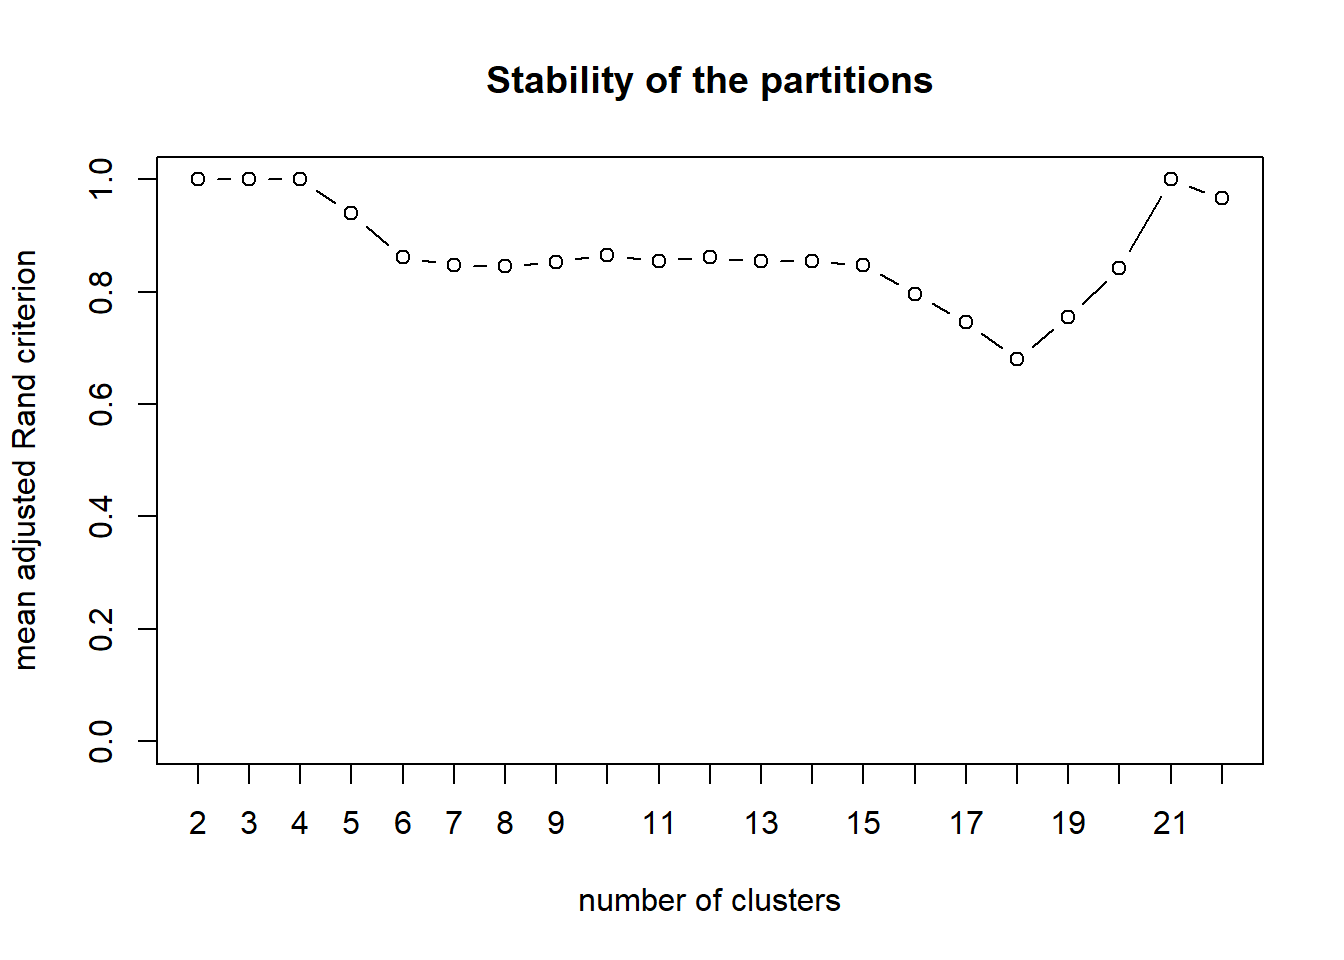 Stability of the partitions
mean adjusted Rand criterion
1.0
0.8
0.6
0.4
0.2
0.0
2 3 4 5 6 7 8 9 11 13 15 17 19 21
number of clusters